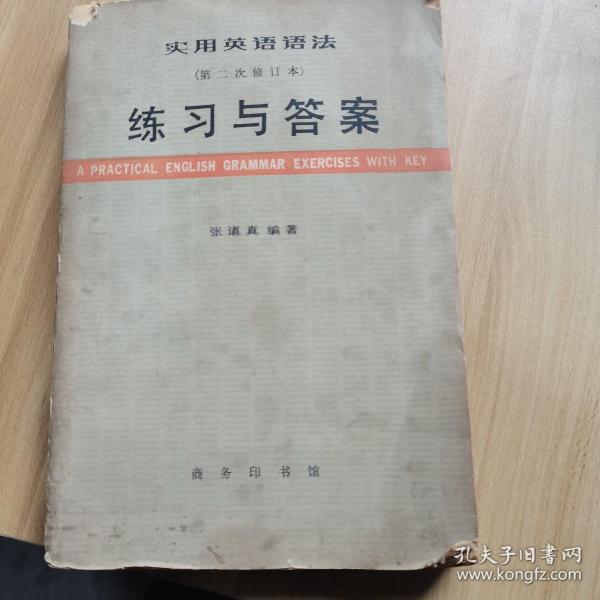 实用英语语法
(第二次修订本)
练习与答案
A PRACTICAL ENGLISH GRAMMAR EXERCISES WITH KEY
张道真编著
商务印书馆
孔夫子旧书网
www.kongfz.com